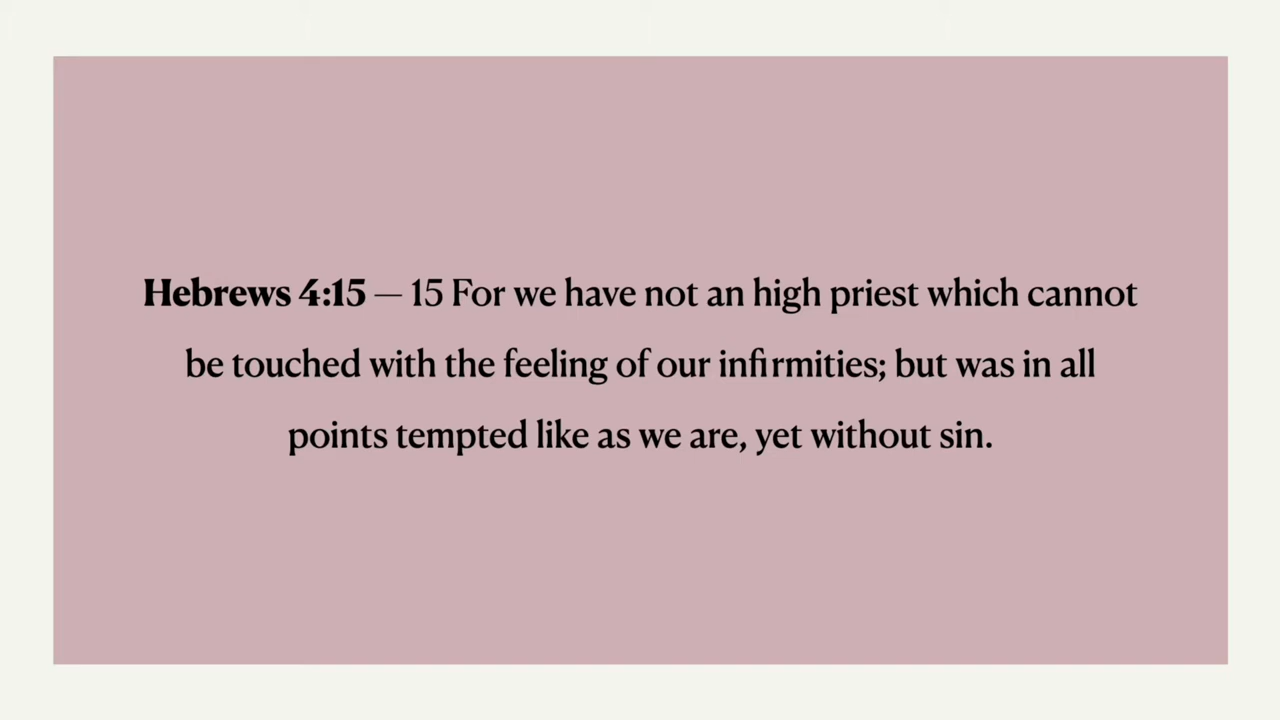 Hebrews 4:15 — 15 For we have not an high priest which cannot
be touched with the feeling of our infirmities; but was in all
points tempted like as we are, yet without sin.